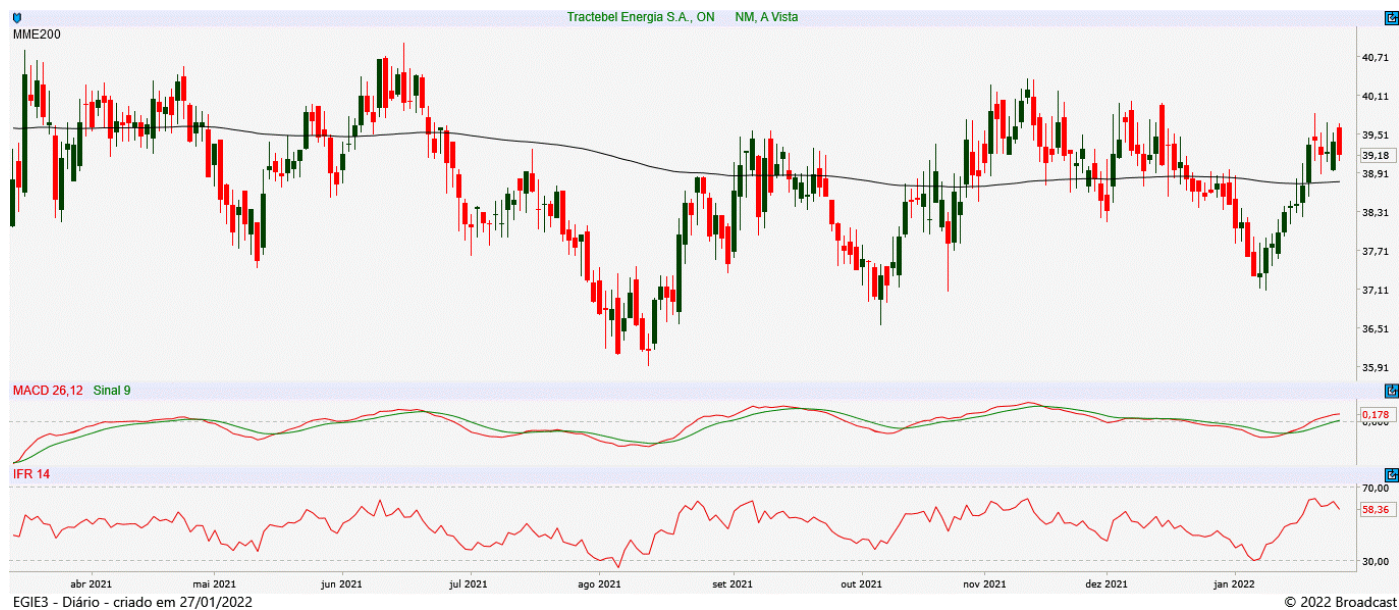 Tractebel Energia S.A., ON NM, A Vista
MME200
40,71
40,11
39,51
39,18
38,91
38,31
37,71
37,11
36,51
35,91
MACD 26,12 Sinal 9
0,178
IFR 14
70,00
58,36
30,00
abr 2021 mai 2021 jun 2021 jul 2021 ago 2021 set 2021 out 2021 nov 2021 dez 2021 jan 2022
EGIE3 - Diário - criado em 27/01/2022 © 2022 Broadcast